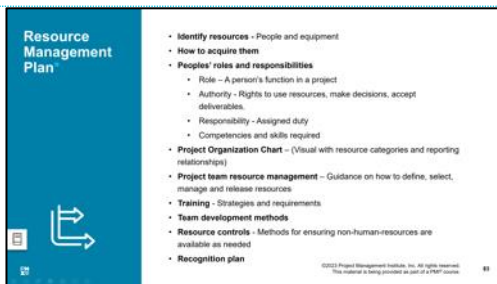 Resource
Management
Plan
• Identify resources - People and equipment
• How to acquire them
• Peoples' roles and responsibilities
• Role – A person's function in a project
• Authority - Rights to use resources, make decisions, accept
deliverables.
• Responsibility - Assigned duty
• Competencies and skills required
• Project Organization Chart – (Visual with resource categories and reporting
relationships)
• Project team resource management – Guidance on how to define, select,
manage and release resources
• Training - Strategies and requirements
• Team development methods
• Resource controls - Methods for ensuring non-human-resources are
available as needed
• Recognition plan
©2023 Project Management Institute, Inc. All rights reserved.
This material is being provided as part of a PMI® course.
83